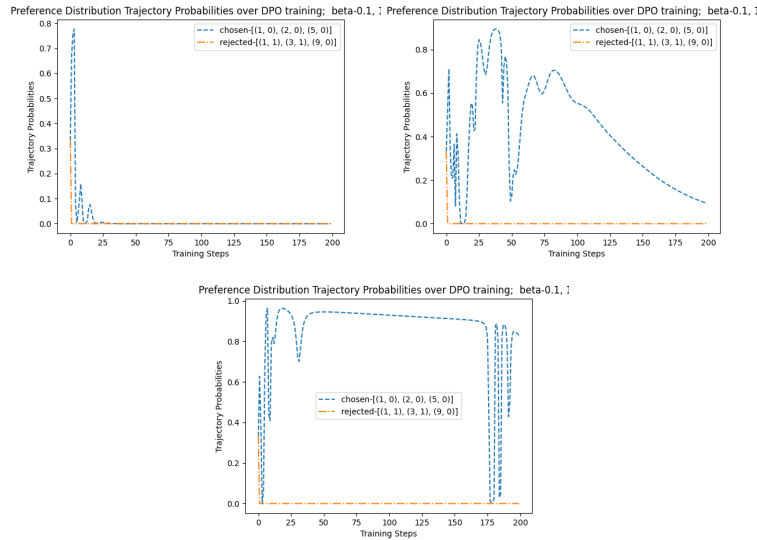 Preference Distribution Trajectory Probabilities over DPO training; beta-0.1, 1
Trajectory Probabilities
0.8
0.7
0.6
0.5
0.4
0.3
0.2
0.1
0.0
chosen-[(1, 0), (2, 0), (5, 0)]
rejected-[(1, 1), (3, 1), (9, 0)]
0 25 50 75 100 125 150 175 200
Training Steps
Preference Distribution Trajectory Probabilities over DPO training; beta-0.1, 1
Trajectory Probabilities
0.8
0.6
0.4
0.2
0.0
chosen-[(1, 0), (2, 0), (5, 0)]
rejected-[(1, 1), (3, 1), (9, 0)]
0 25 50 75 100 125 150 175 200
Training Steps
Preference Distribution Trajectory Probabilities over DPO training; beta-0.1, 1
Trajectory Probabilities
1.0
0.8
0.6
0.4
0.2
0.0
chosen-[(1, 0), (2, 0), (5, 0)]
rejected-[(1, 1), (3, 1), (9, 0)]
0 25 50 75 100 125 150 175 200
Training Steps